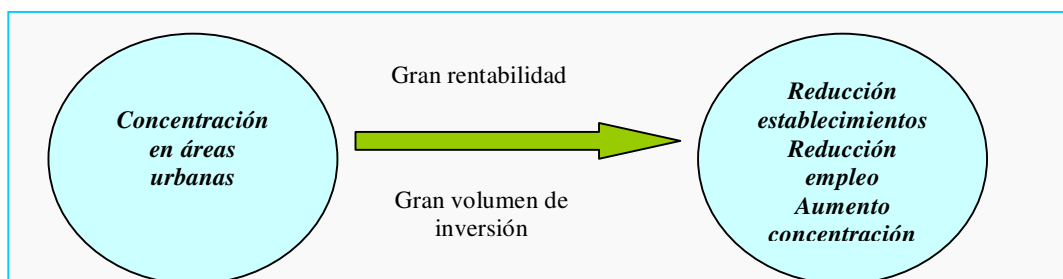 Concentración
en áreas
urbanas
Gran rentabilidad
Gran volumen de
inversión
Reducción
establecimientos
Reducción
empleo
Aumento
concentración